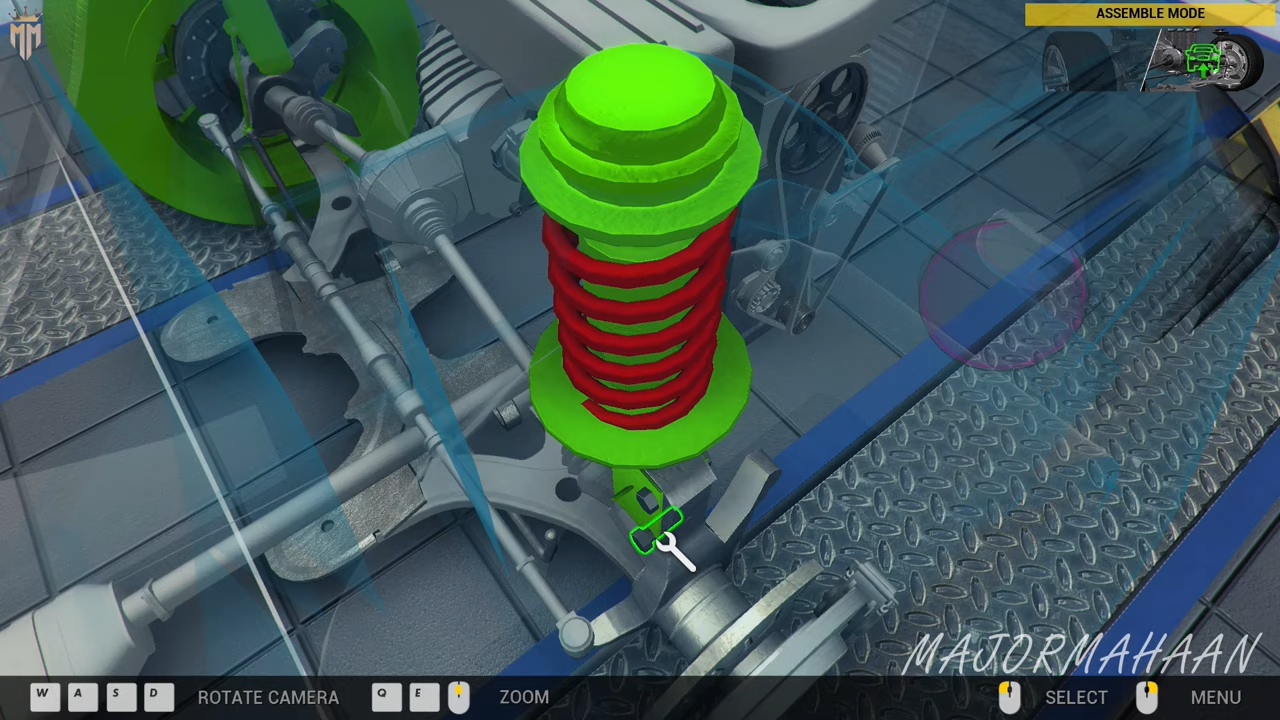 MM
ASSEMBLE MODE
MAJORMAHAAN
W A S D ROTATE CAMERA Q E ZOOM SELECT MENU